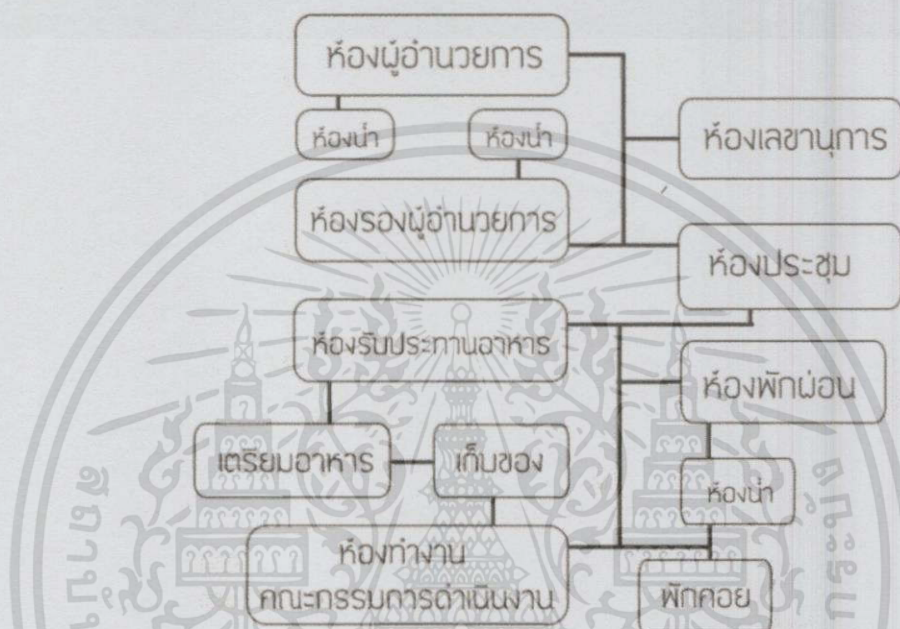 ห้องผู้อำนวยการ
ห้องน้ำ
ห้องน้ำ
ห้องเลขานุการ
ห้องรองผู้อำนวยการ
ห้องประชุม
ห้องรับประทานอาหาร
ห้องพักผ่อน
เตรียมอาหาร
เก็บของ
ห้องน้ำ
ห้องทำงาน
คณะกรรมการดำเนินงาน
พักคอย